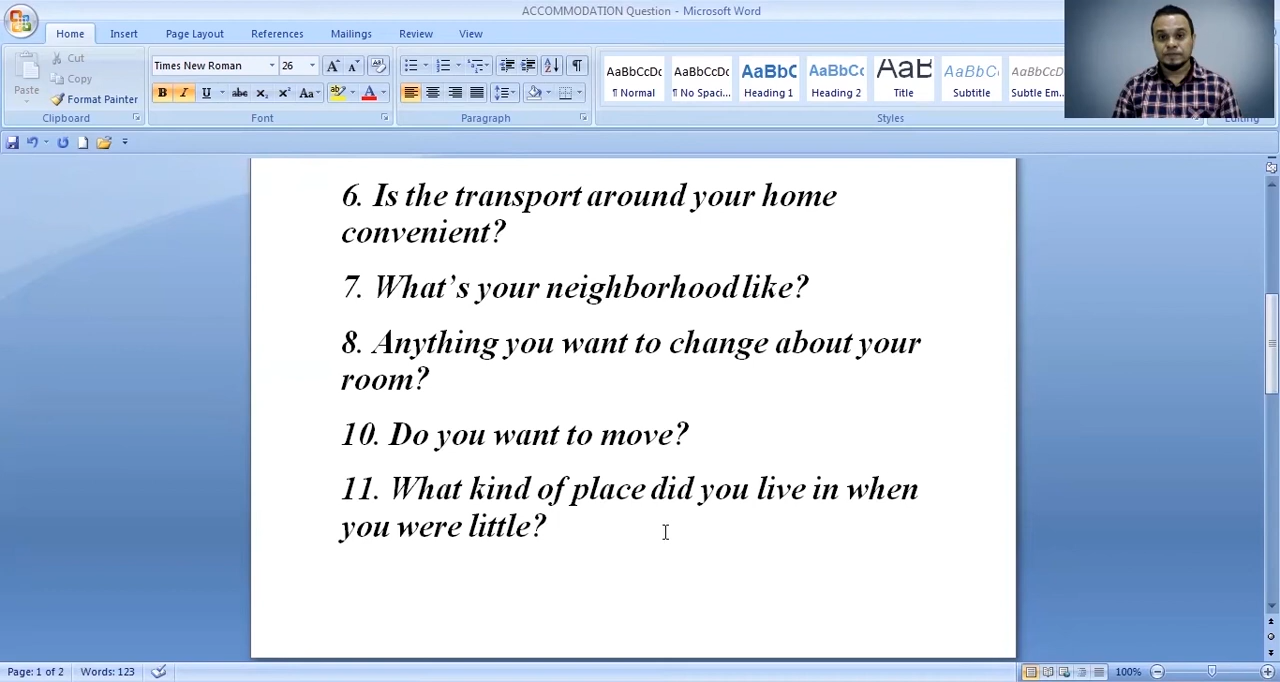 ACCOMMODATION Question - Microsoft Word
Home Insert Page Layout References Mailings Review View
Cut
Copy
Paste
Format Painter
Clipboard
Times New Roman 26
Font
Paragraph
AaBbCcDc AaBbCcDc AaBbC AaBbCc AaB AaBbCc. AaBbCcDc
¶ Normal ¶ No Spaci... Heading 1 Heading 2 Title Subtitle Subtle Em...
Styles
Editing
6. Is the transport around your home
convenient?
7. What's your neighborhood like?
8. Anything you want to change about your
room?
10. Do you want to move?
11. What kind of place did you live in when
you were little?
Page: 1 of 2 Words: 123 100%